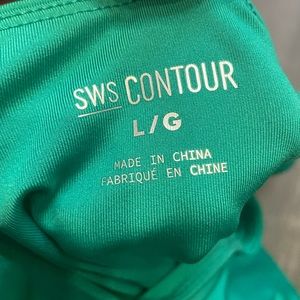 SWS CONTOUR
L/G
MADE IN CHINA
FABRIQUÉ EN CHINE